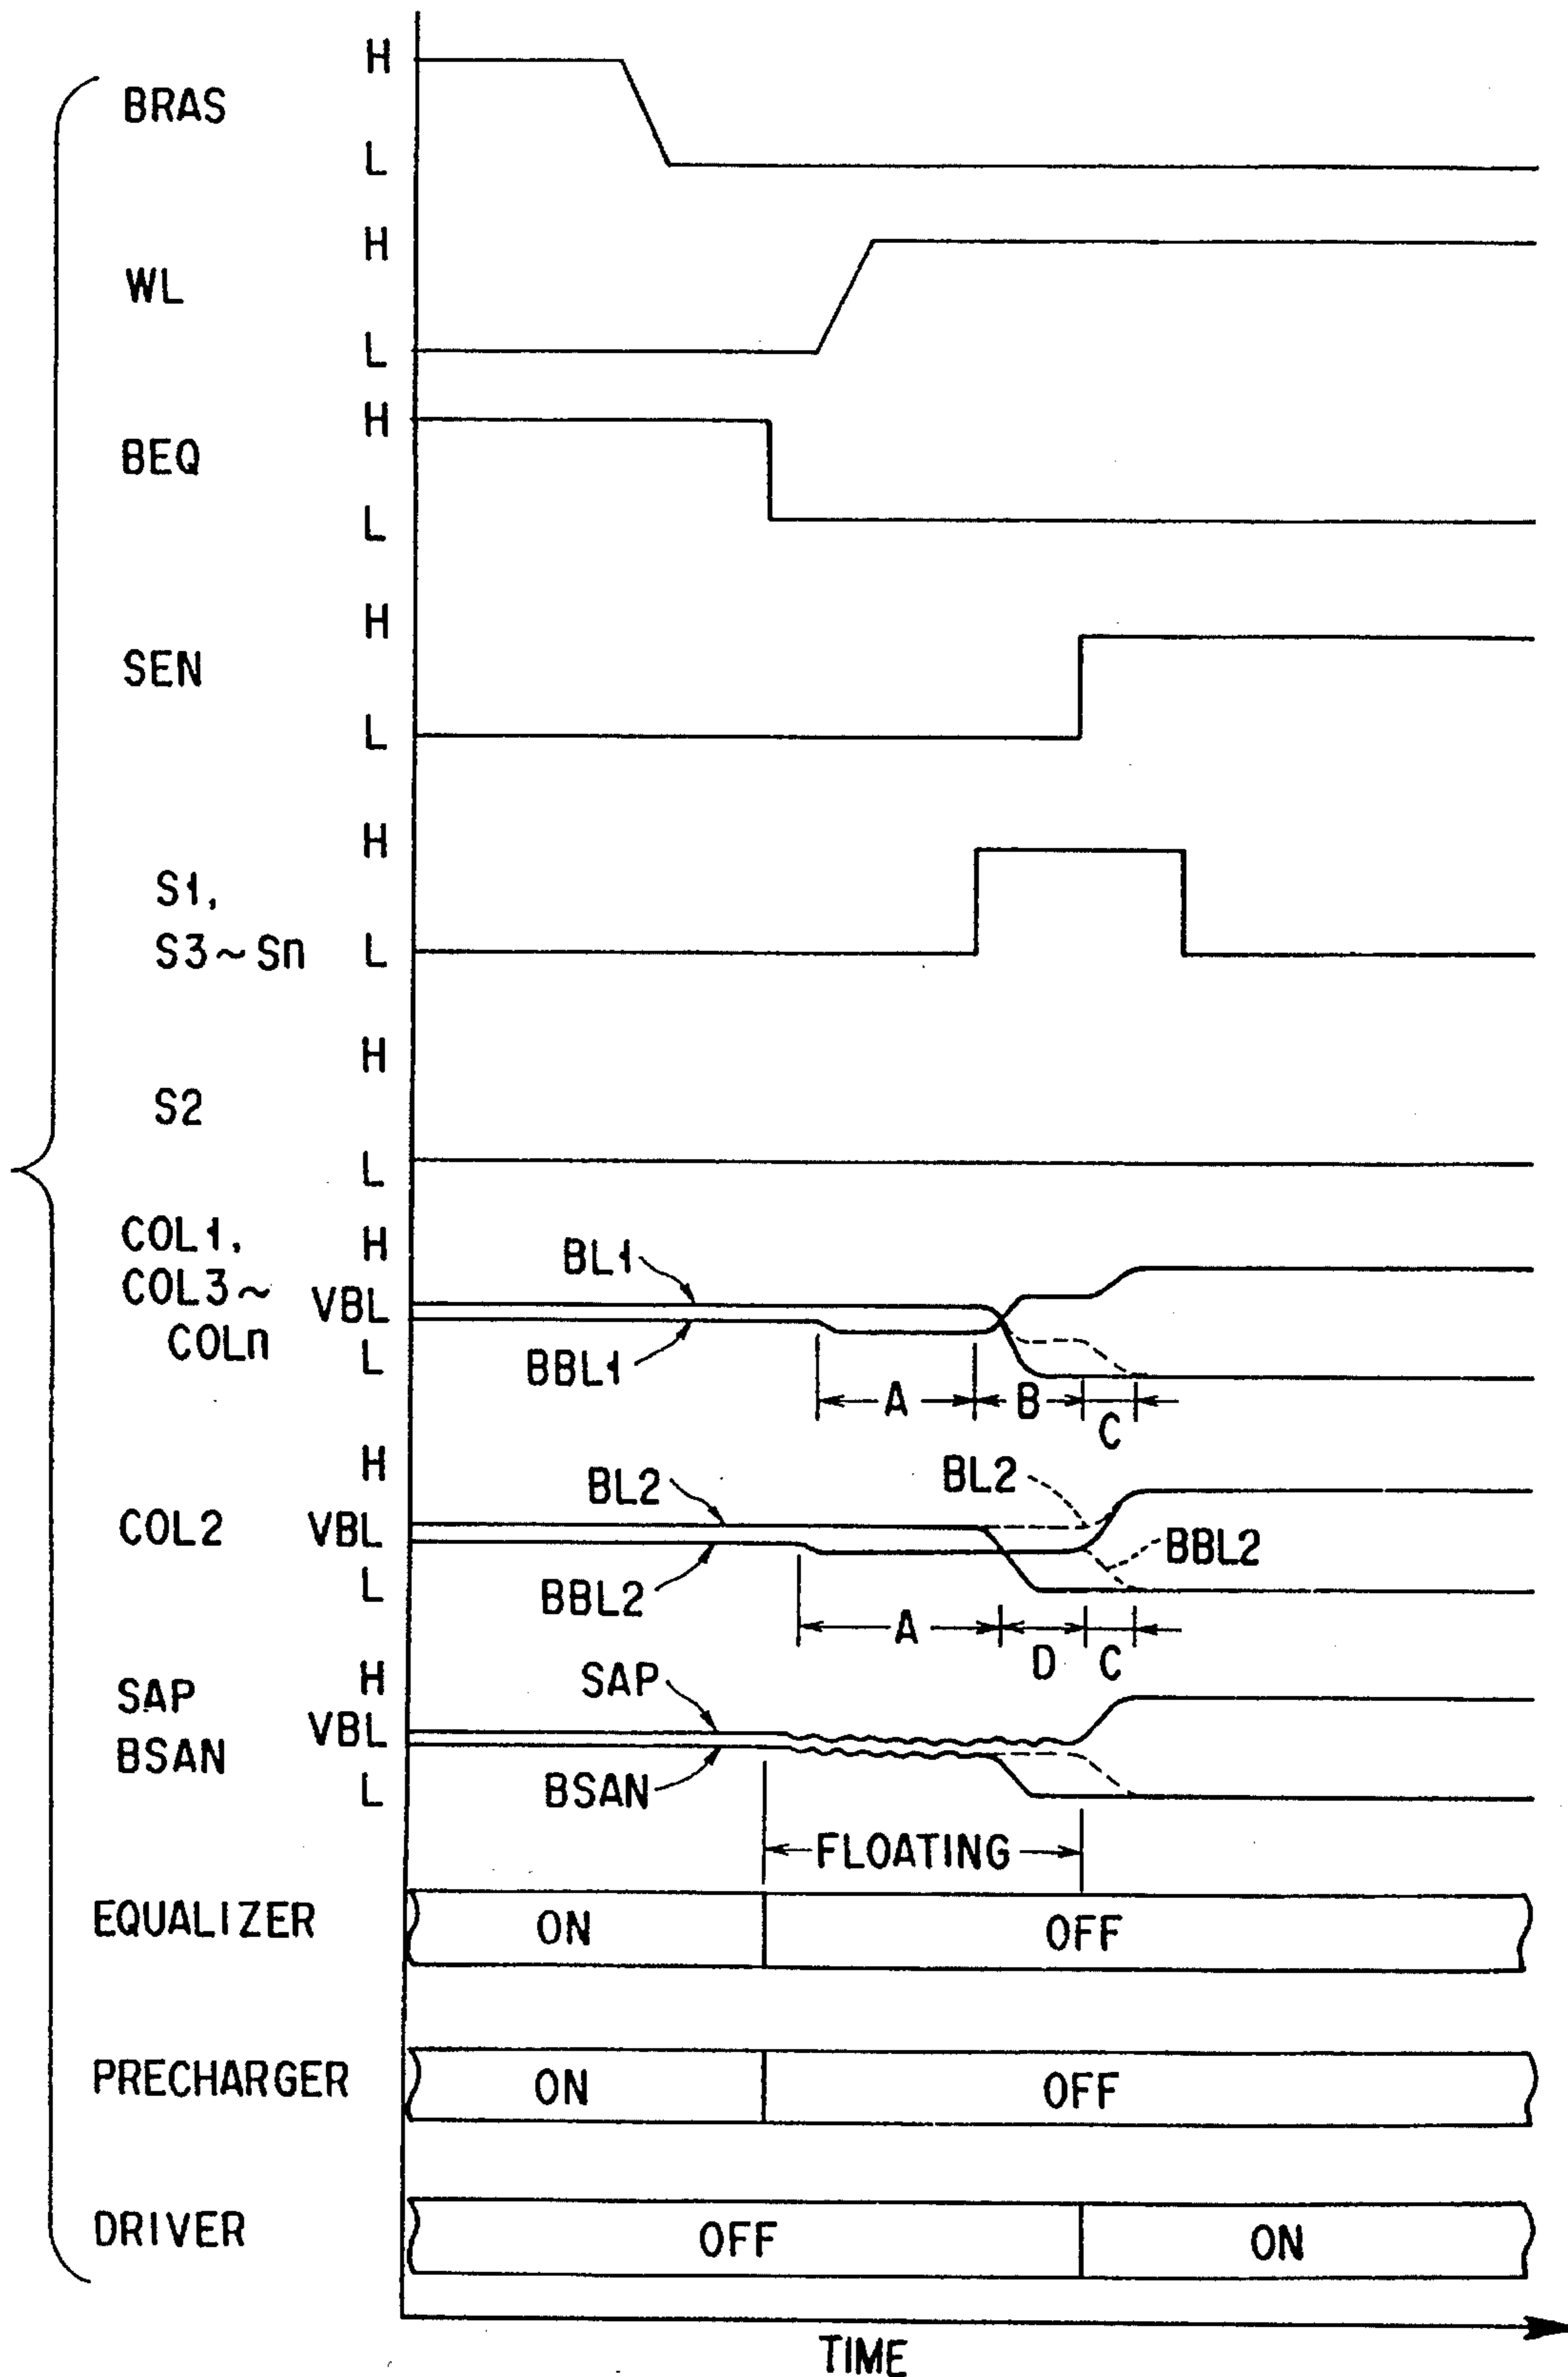 H
BRAS
L
H
WL
L
H
BEQ
L
H
SEN
L
H
S1,
S3~Sn L
H
S2
L
COL1, H
COL3~ VBL
COLn L
BL1
BBL1
A B C
H
COL2 VBL
L
BL2 BL2
BBL2 BBL2
A D C
H
SAP VBL
BSAN L
SAP
BSAN
FLOATING
EQUALIZER ON OFF
PRECHARGER ON OFF
DRIVER OFF ON
TIME